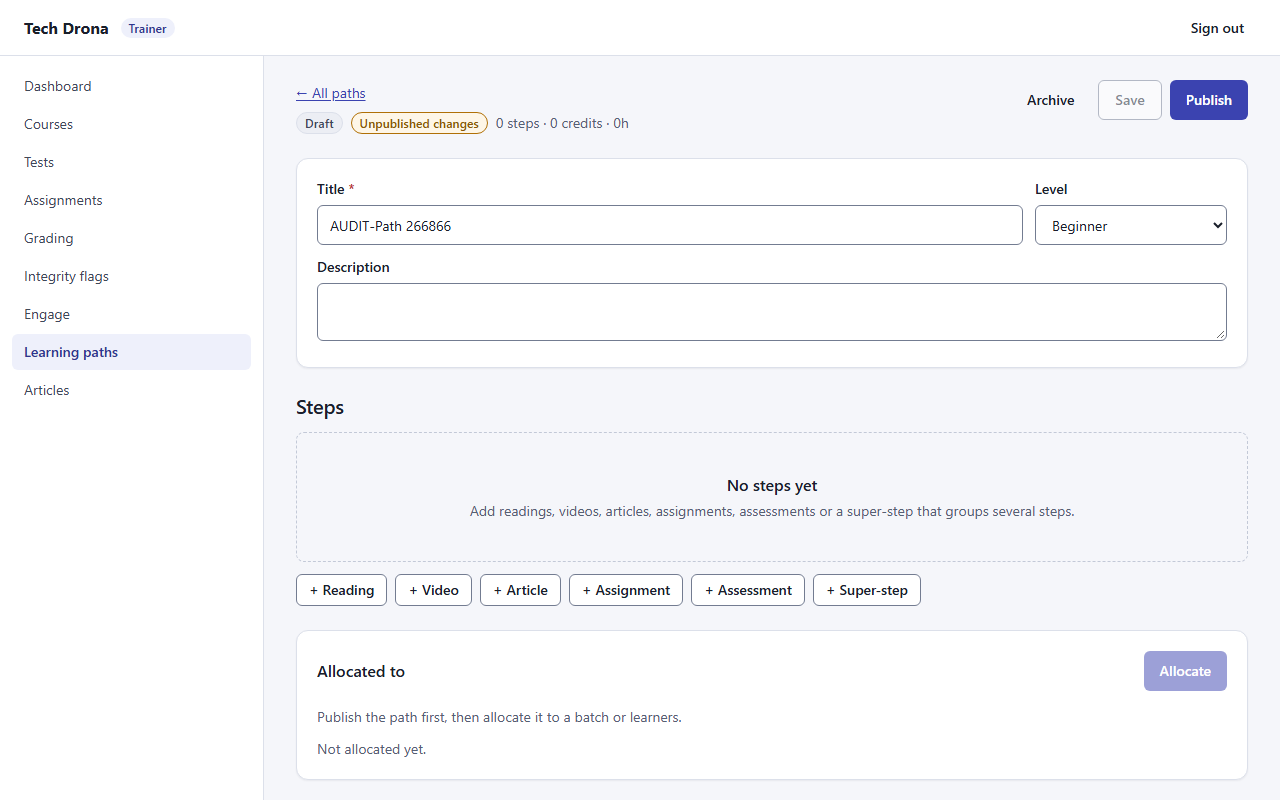 Tech Drona Trainer Sign out
Dashboard
Courses
Tests
Assignments
Grading
Integrity flags
Engage
Learning paths
Articles
← All paths
Draft Unpublished changes 0 steps · 0 credits · 0h
Archive Save Publish
Title * Level
AUDIT-Path 266866 Beginner
Description
Steps
No steps yet
Add readings, videos, articles, assignments, assessments or a super-step that groups several steps.
+ Reading + Video + Article + Assignment + Assessment + Super-step
Allocated to Allocate
Publish the path first, then allocate it to a batch or learners.
Not allocated yet.